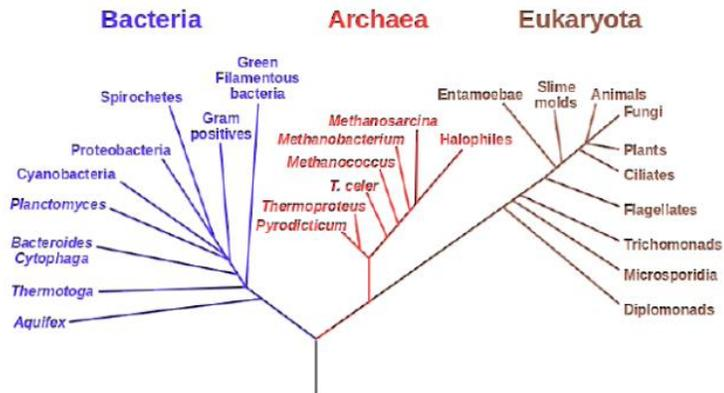 Bacteria
Archaea
Eukaryota
Green
Filamentous
bacteria
Spirochetes
Gram
positives
Proteobacteria
Cyanobacteria
Planctomyces
Bacteroides
Cytophaga
Thermotoga
Aquifex
Methanosarcina
Methanobacterium
Halophiles
Methanococcus
T. celer
Thermoproteus
Pyrodicticum
Entamoebae
Slime
molds
Animals
Fungi
Plants
Ciliates
Flagellates
Trichomonads
Microsporidia
Diplomonads